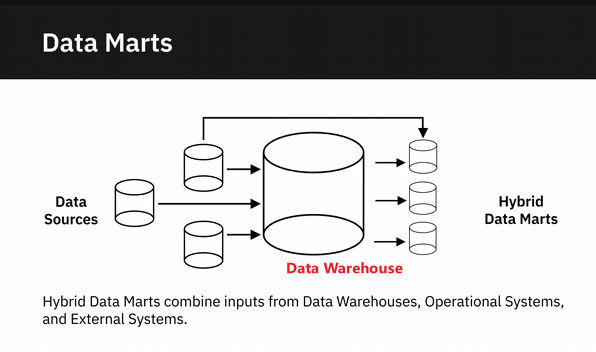 Data Marts
Data
Sources
Hybrid
Data Marts
Data Warehouse
Hybrid Data Marts combine inputs from Data Warehouses, Operational Systems,
and External Systems.